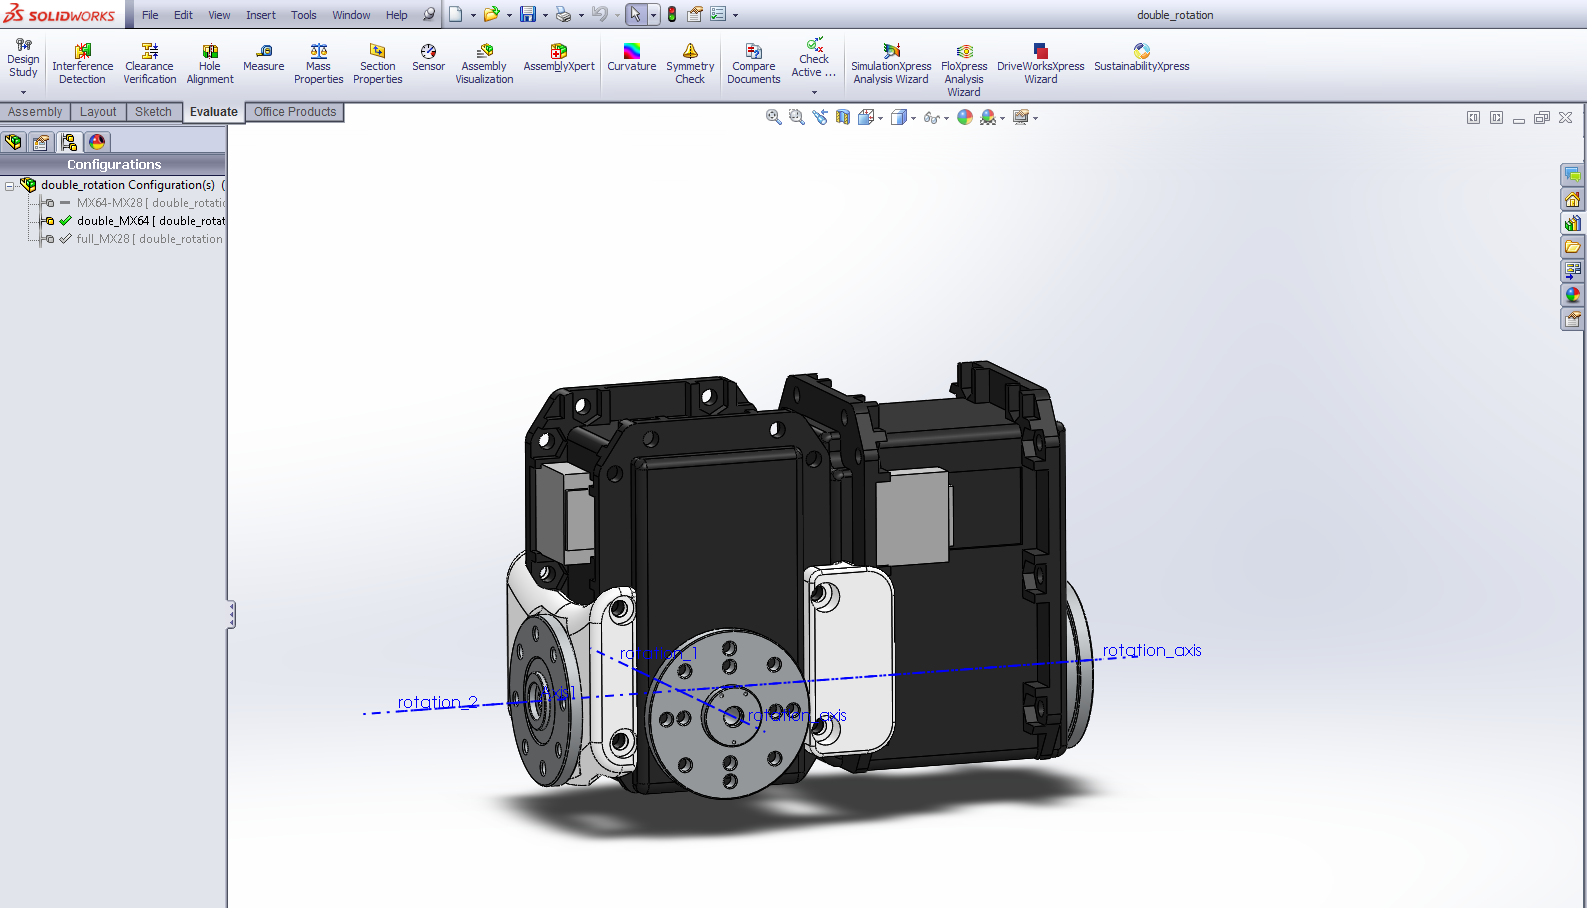 SOLIDWORKS File Edit View Insert Tools Window Help double_rotation
Design Study
Interference Detection
Clearance Verification
Hole Alignment
Measure
Mass Properties
Section Properties
Sensor
Assembly Visualization
AssemblyXpert
Curvature
Symmetry Check
Compare Documents
Check Active ...
SimulationXpress Analysis Wizard
FloXpress Analysis Wizard
DriveWorksXpress Wizard
SustainabilityXpress
Assembly Layout Sketch Evaluate Office Products
Configurations
double_rotation Configuration(s) (
MX64-MX28 [ double_rotatio
double_MX64 [ double_rotat
full_MX28 [ double_rotation
rotation_1
rotation_axis
rotation_2
Axis1
rotation_axis